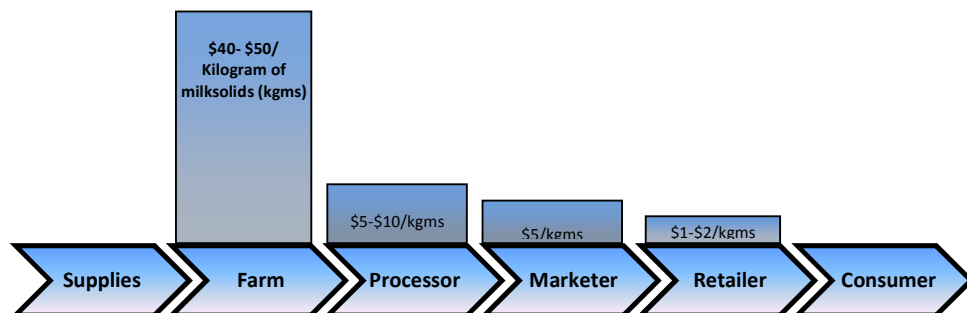 $40- $50/
Kilogram of
milksolids (kgms)
$5-$10/kgms
$5/kgms
$1-$2/kgms
Supplies
Farm
Processor
Marketer
Retailer
Consumer